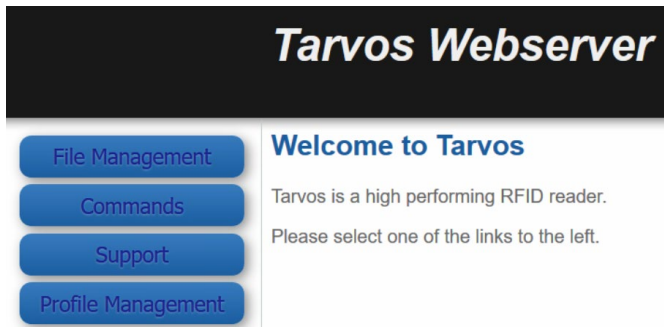 Tarvos Webserver
File Management
Commands
Support
Profile Management
Welcome to Tarvos
Tarvos is a high performing RFID reader.
Please select one of the links to the left.